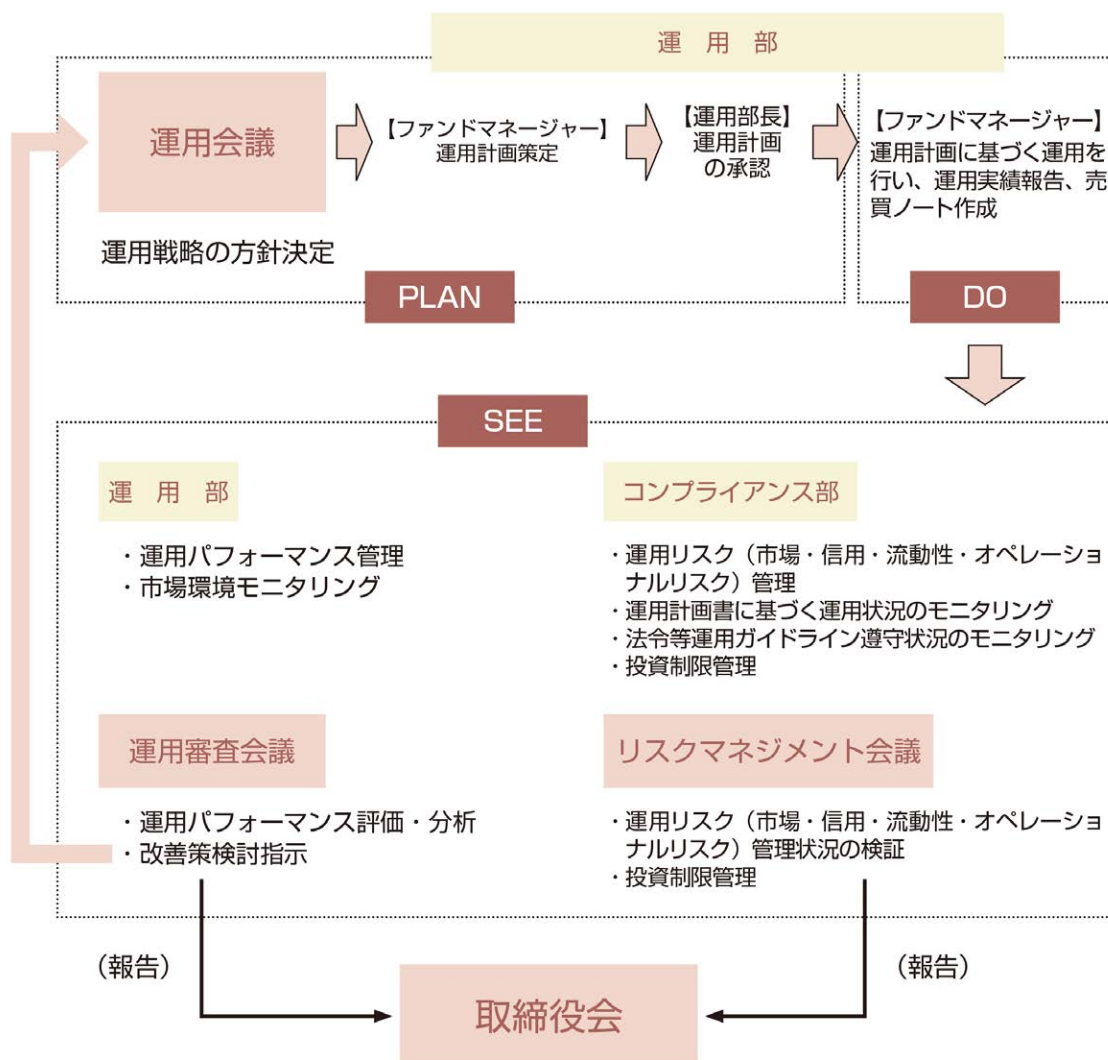 運用部
運用会議
運用戦略の方針決定
【ファンドマネージャー】
運用計画策定
【運用部長】
運用計画
の承認
【ファンドマネージャー】
運用計画に基づく運用を
行い、運用実績報告、売
買ノート作成
PLAN
DO
SEE
運用部
・運用パフォーマンス管理
・市場環境モニタリング
コンプライアンス部
・運用リスク（市場・信用・流動性・オペレーショ
ナルリスク）管理
・運用計画書に基づく運用状況のモニタリング
・法令等運用ガイドライン遵守状況のモニタリング
・投資制限管理
運用審査会議
・運用パフォーマンス評価・分析
・改善策検討指示
リスクマネジメント会議
・運用リスク（市場・信用・流動性・オペレーショ
ナルリスク）管理状況の検証
・投資制限管理
（報告）
（報告）
取締役会